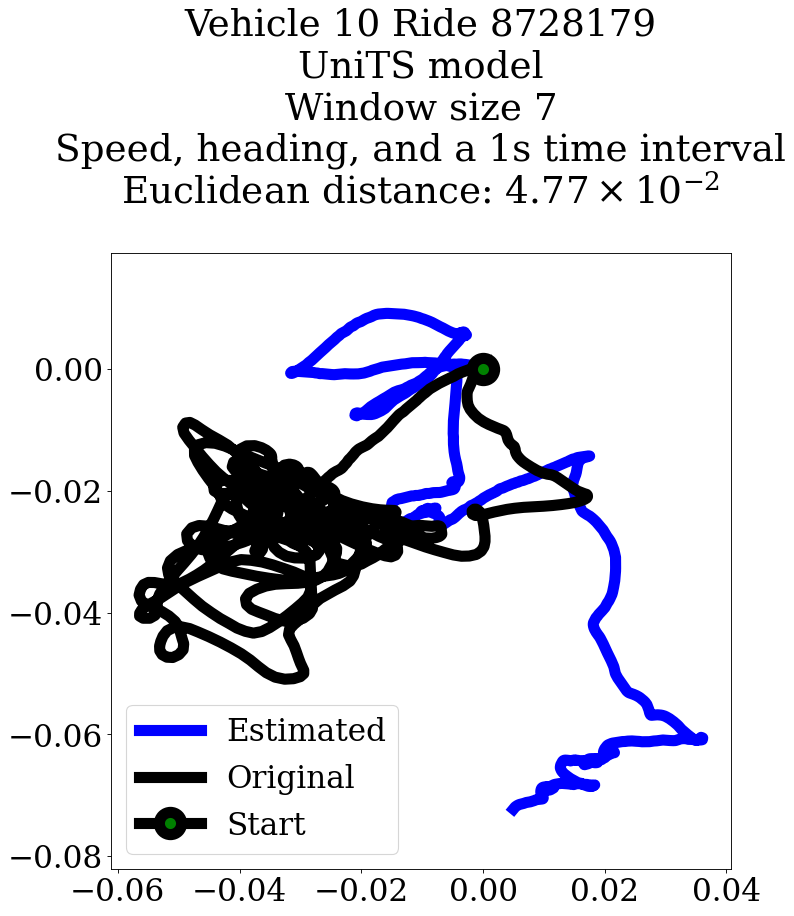 Vehicle 10 Ride 8728179
UniTS model
Window size 7
Speed, heading, and a 1s time interval
Euclidean distance: 4.77 × 10⁻²
0.00
−0.02
−0.04
−0.06
−0.08
Estimated
Original
Start
−0.06 −0.04 −0.02 0.00 0.02 0.04